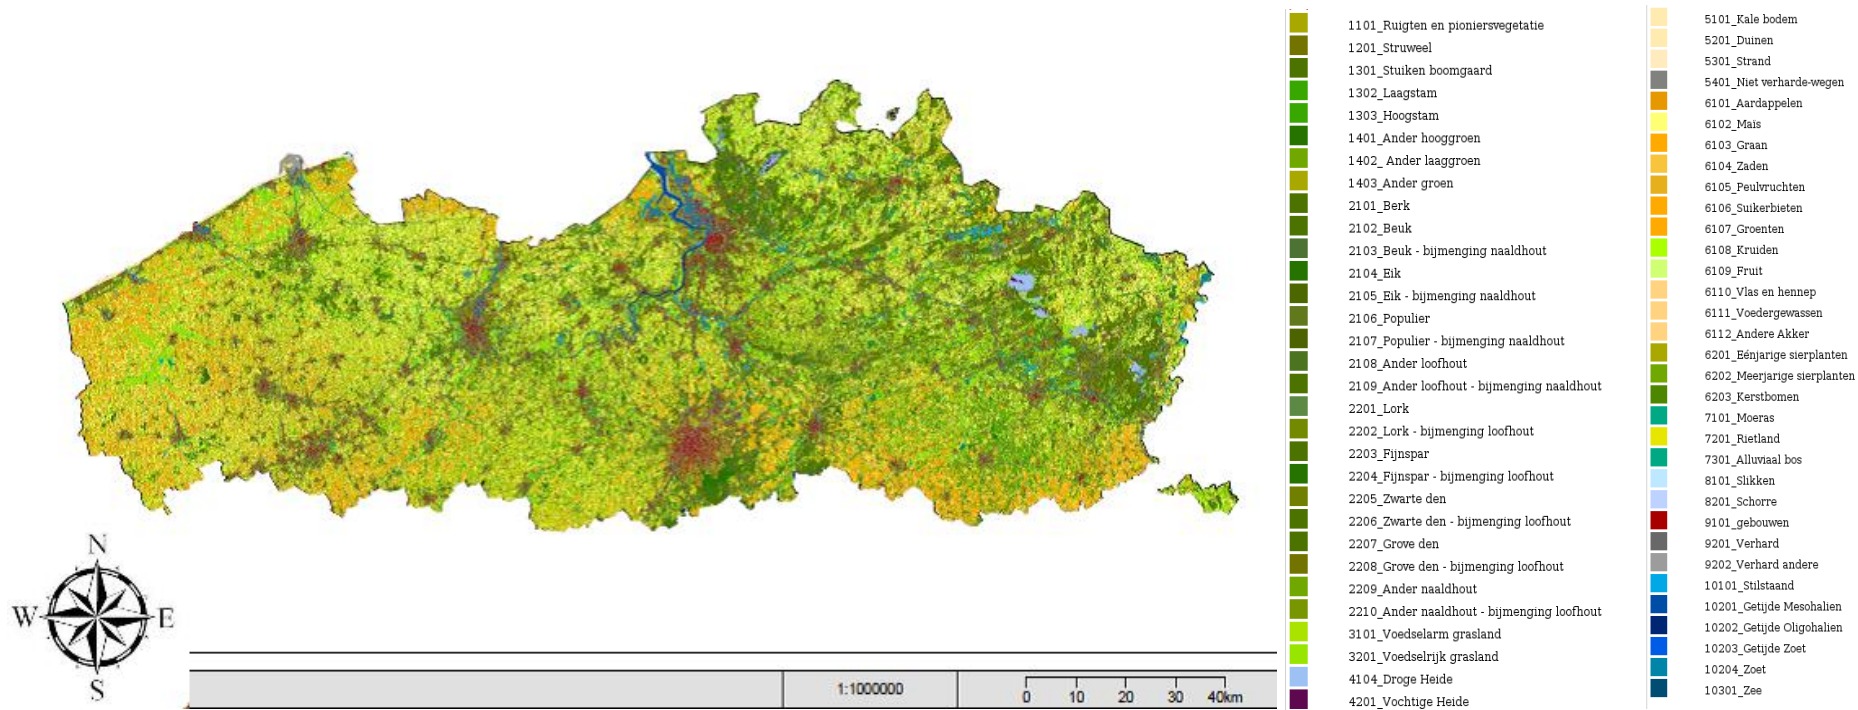 N
W
E
S
1:1000000
0 10 20 30 40km
1101_Ruigten en pioniersvegetatie
1201_Struweel
1301_Stuiken boomgaard
1302_Laagstam
1303_Hoogstam
1401_Ander hooggroen
1402_ Ander laaggroen
1403_Ander groen
2101_Berk
2102_Beuk
2103_Beuk - bijmenging naaldhout
2104_Eik
2105_Eik - bijmenging naaldhout
2106_Populier
2107_Populier - bijmenging naaldhout
2108_Ander loofhout
2109_Ander loofhout - bijmenging naaldhout
2201_Lork
2202_Lork - bijmenging loofhout
2203_Fijnspar
2204_Fijnspar - bijmenging loofhout
2205_Zwarte den
2206_Zwarte den - bijmenging loofhout
2207_Grove den
2208_Grove den - bijmenging loofhout
2209_Ander naaldhout
2210_Ander naaldhout - bijmenging loofhout
3101_Voedselarm grasland
3201_Voedselrijk grasland
4104_Droge Heide
4201_Vochtige Heide
5101_Kale bodem
5201_Duinen
5301_Strand
5401_Niet verharde-wegen
6101_Aardappelen
6102_Maïs
6103_Graan
6104_Zaden
6105_Peulvruchten
6106_Suikerbieten
6107_Groenten
6108_Kruiden
6109_Fruit
6110_Vlas en hennep
6111_Voedergewassen
6112_Andere Akker
6201_Eénjarige sierplanten
6202_Meerjarige sierplanten
6203_Kerstbomen
7101_Moeras
7201_Rietland
7301_Alluviaal bos
8101_Slikken
8201_Schorre
9101_gebouwen
9201_Verhard
9202_Verhard andere
10101_Stilstaand
10201_Getijde Mesohalien
10202_Getijde Oligohalien
10203_Getijde Zoet
10204_Zoet
10301_Zee